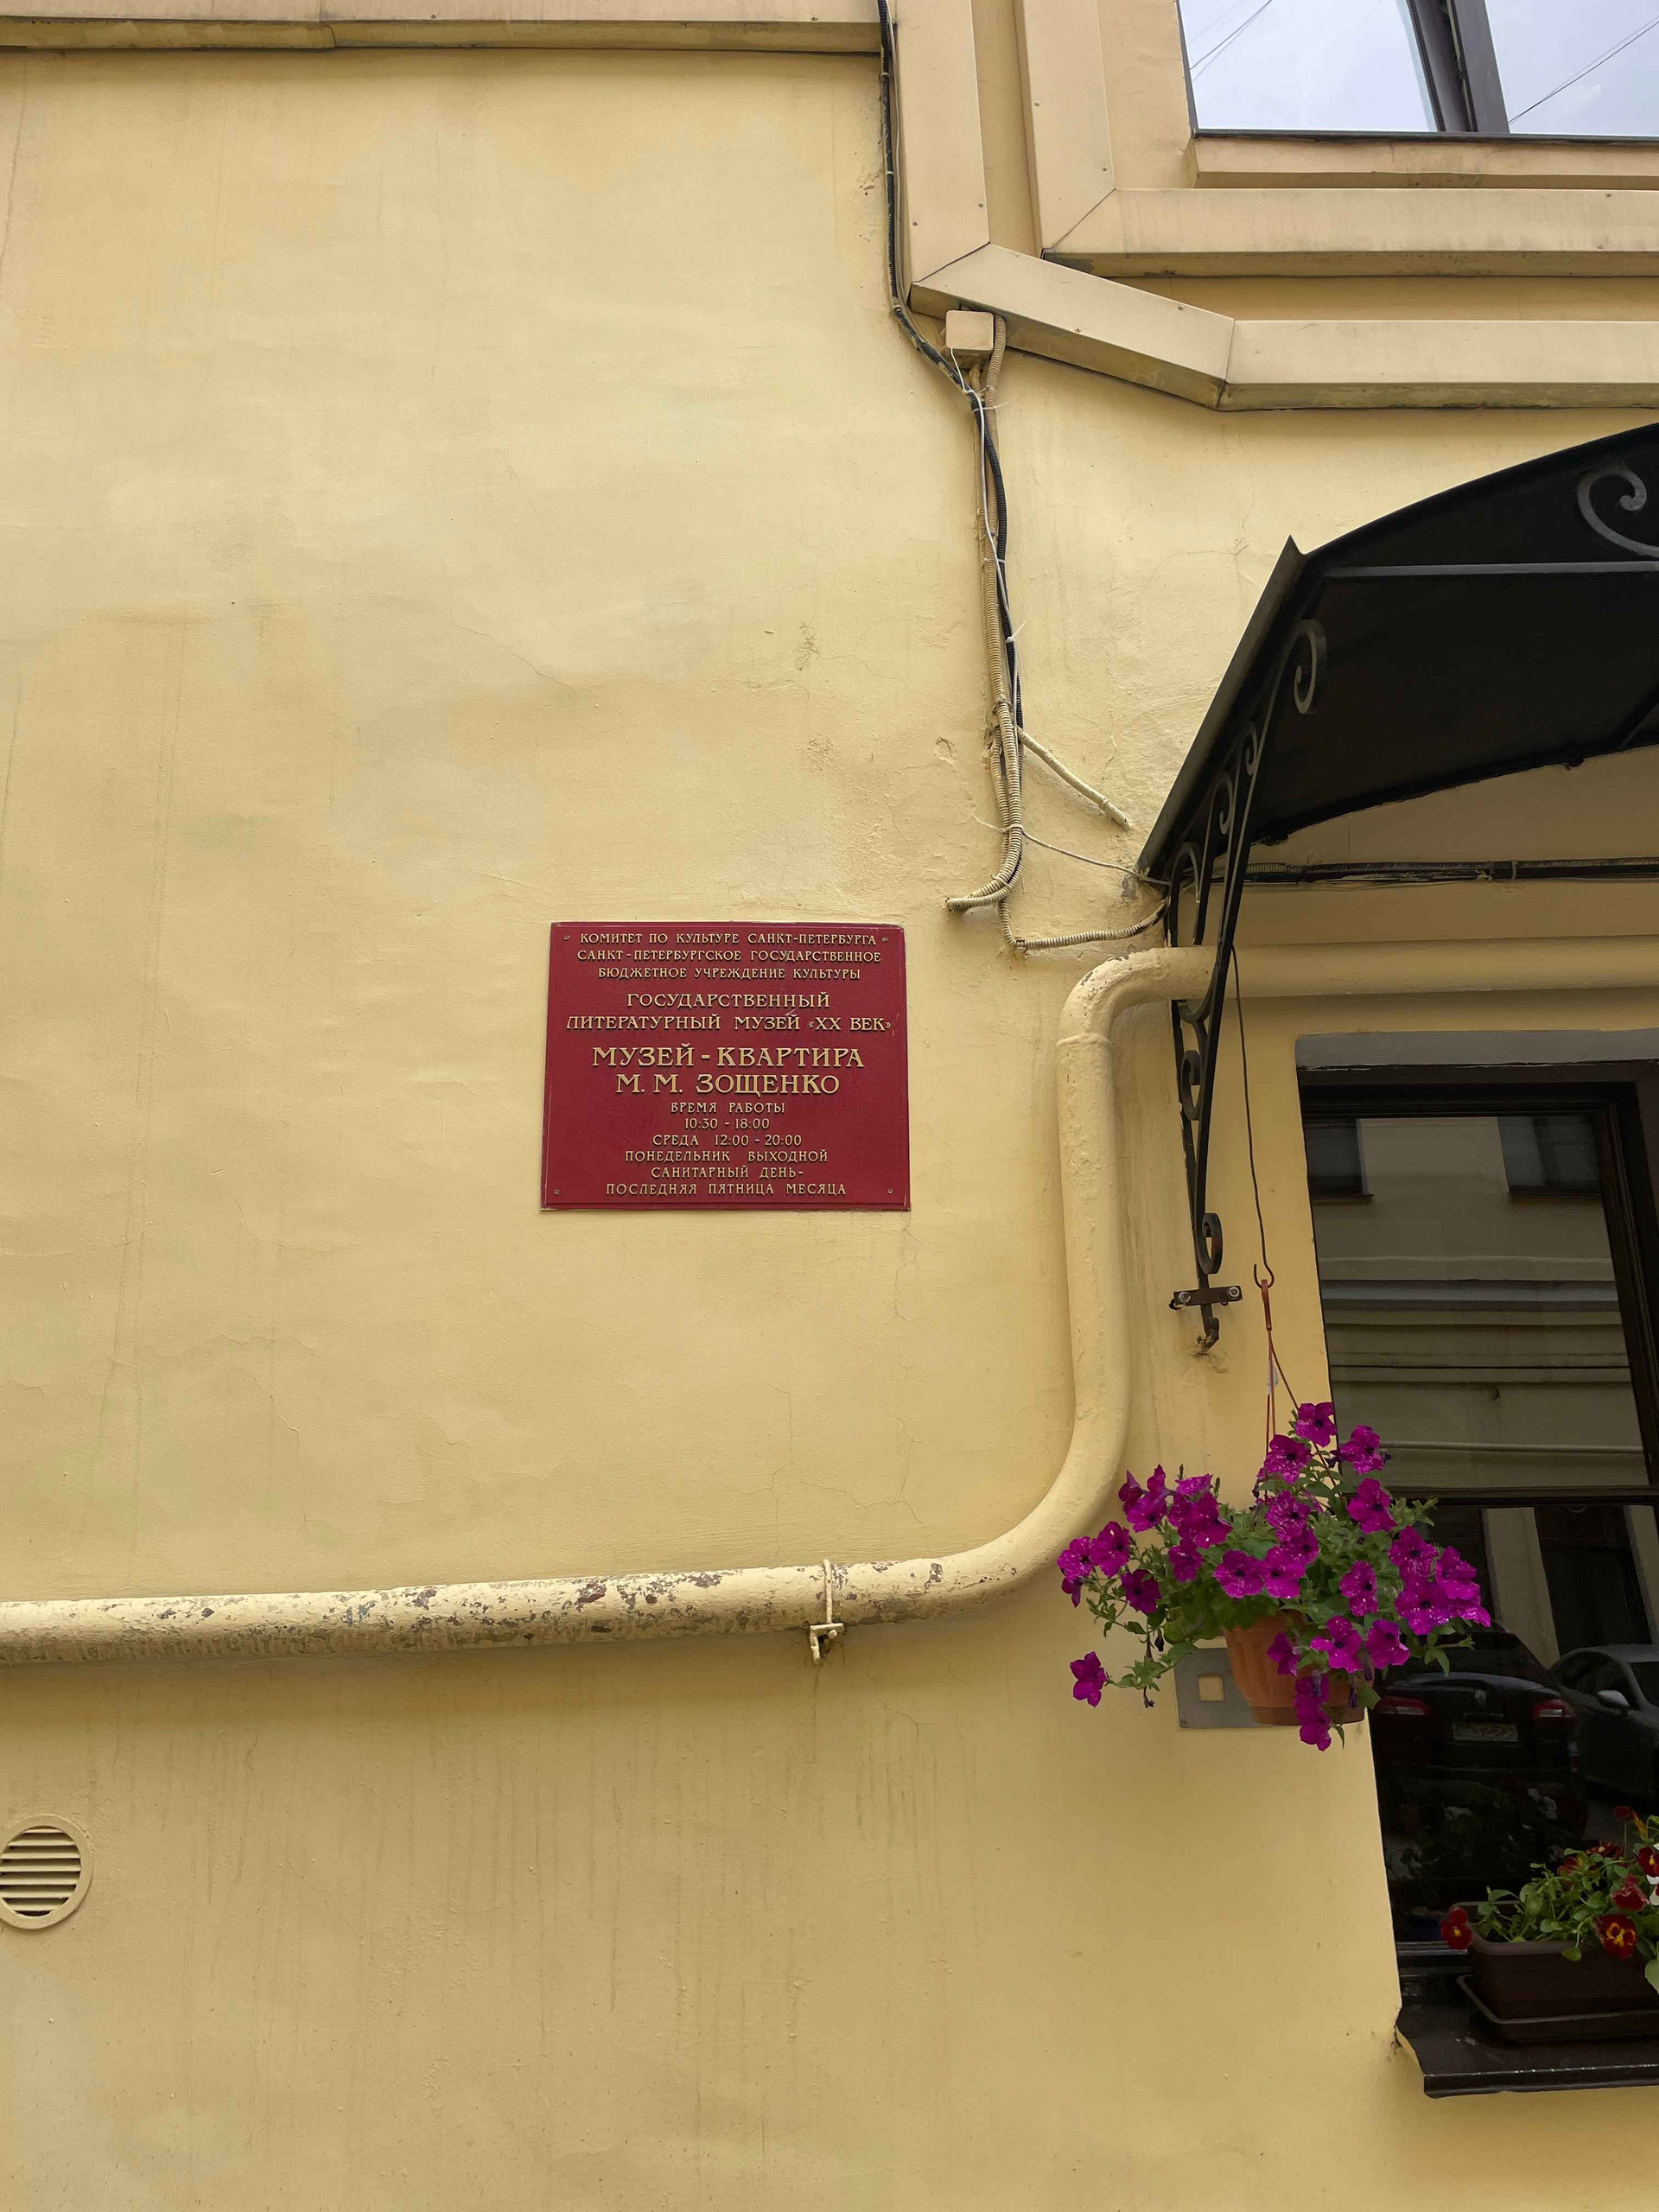 КОМИТЕТ ПО КУЛЬТУРЕ САНКТ-ПЕТЕРБУРГА
САНКТ-ПЕТЕРБУРГСКОЕ ГОСУДАРСТВЕННОЕ
БЮДЖЕТНОЕ УЧРЕЖДЕНИЕ КУЛЬТУРЫ
ГОСУДАРСТВЕННЫЙ
ЛИТЕРАТУРНЫЙ МУЗЕЙ «XX ВЕК»
МУЗЕЙ-КВАРТИРА
М. М. ЗОЩЕНКО
ВРЕМЯ РАБОТЫ
10:30 - 18:00
СРЕДА 12:00 - 20:00
ПОНЕДЕЛЬНИК ВЫХОДНОЙ
САНИТАРНЫЙ ДЕНЬ-
ПОСЛЕДНЯЯ ПЯТНИЦА МЕСЯЦА